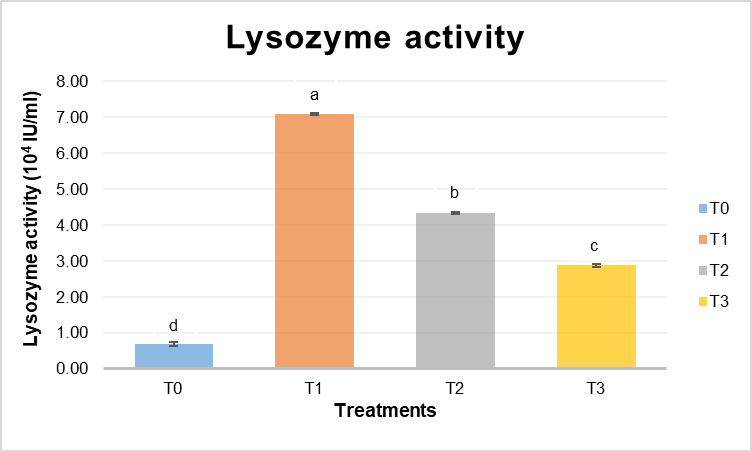 Lysozyme activity
Lysozyme activity (10⁴ IU/ml)
8.00
7.00
6.00
5.00
4.00
3.00
2.00
1.00
0.00
a
b
c
d
T0
T1
T2
T3
T0 T1 T2 T3
Treatments